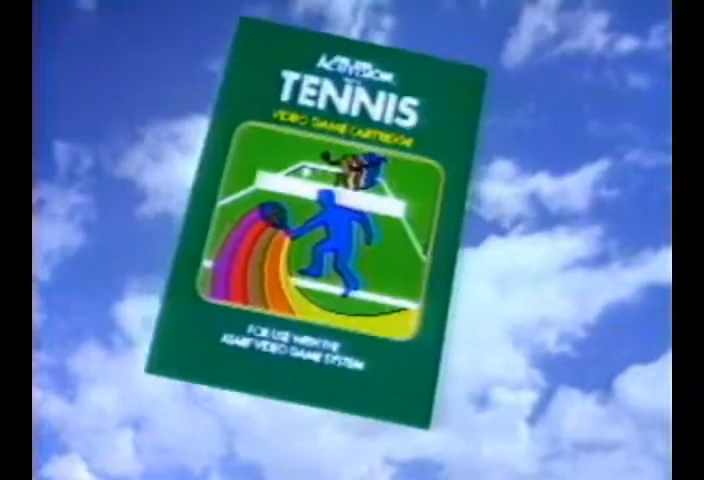 ACTIVISION
TENNIS
VIDEO GAME CARTRIDGE
FOR USE WITH THE
ATARI VIDEO GAME SYSTEM